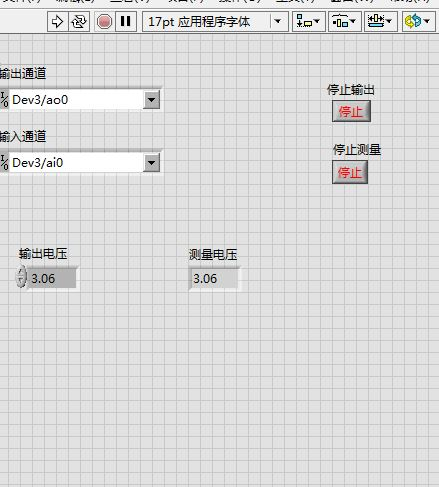 17pt 应用程序字体
输出通道
Dev3/ao0
停止输出
停止
输入通道
Dev3/ai0
停止测量
停止
输出电压
测量电压
3.06
3.06